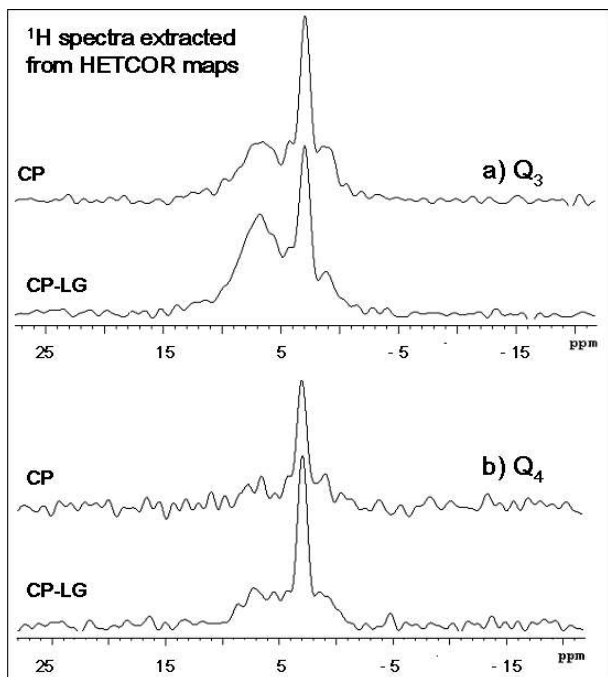 ¹H spectra extracted
from HETCOR maps
CP
a) Q₃
CP-LG
25 15 5 - 5 - 15 ppm
CP
b) Q₄
CP-LG
25 15 5 - 5 - 15 ppm